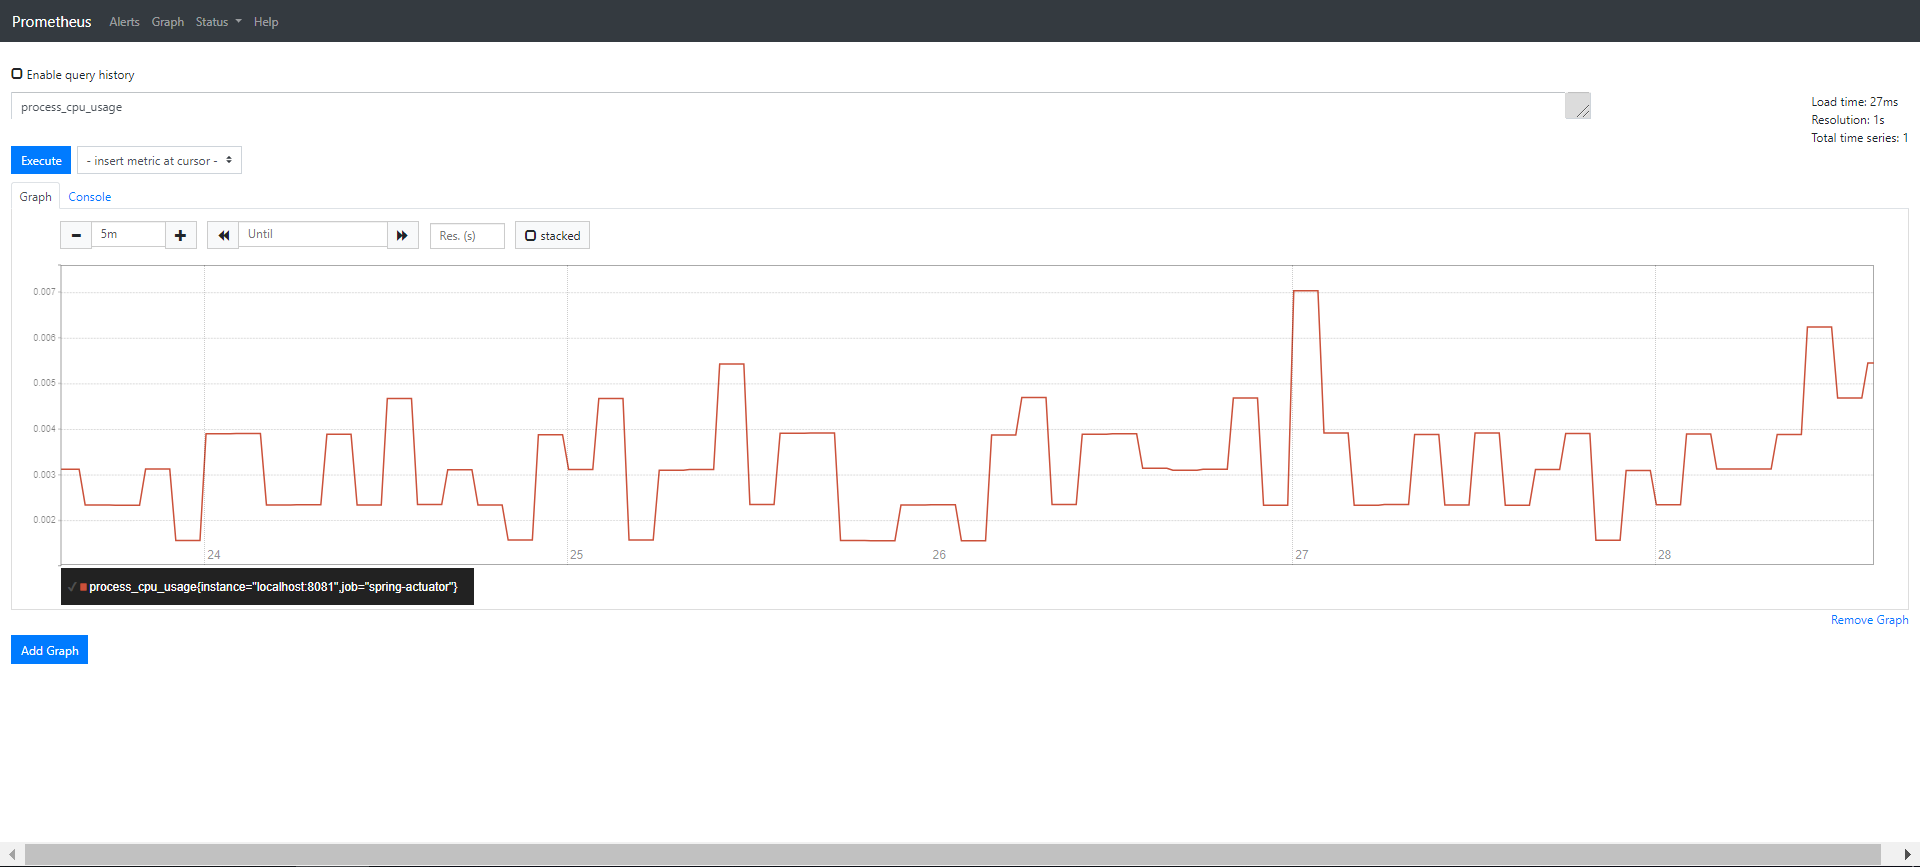 Prometheus Alerts Graph Status Help
Enable query history
process_cpu_usage
Load time: 27ms
Resolution: 1s
Total time series: 1
Execute - insert metric at cursor -
Graph Console
5m Until Res. (s) stacked
0.007
0.006
0.005
0.004
0.003
0.002
24 25 26 27 28
process_cpu_usage{instance="localhost:8081",job="spring-actuator"}
Remove Graph
Add Graph